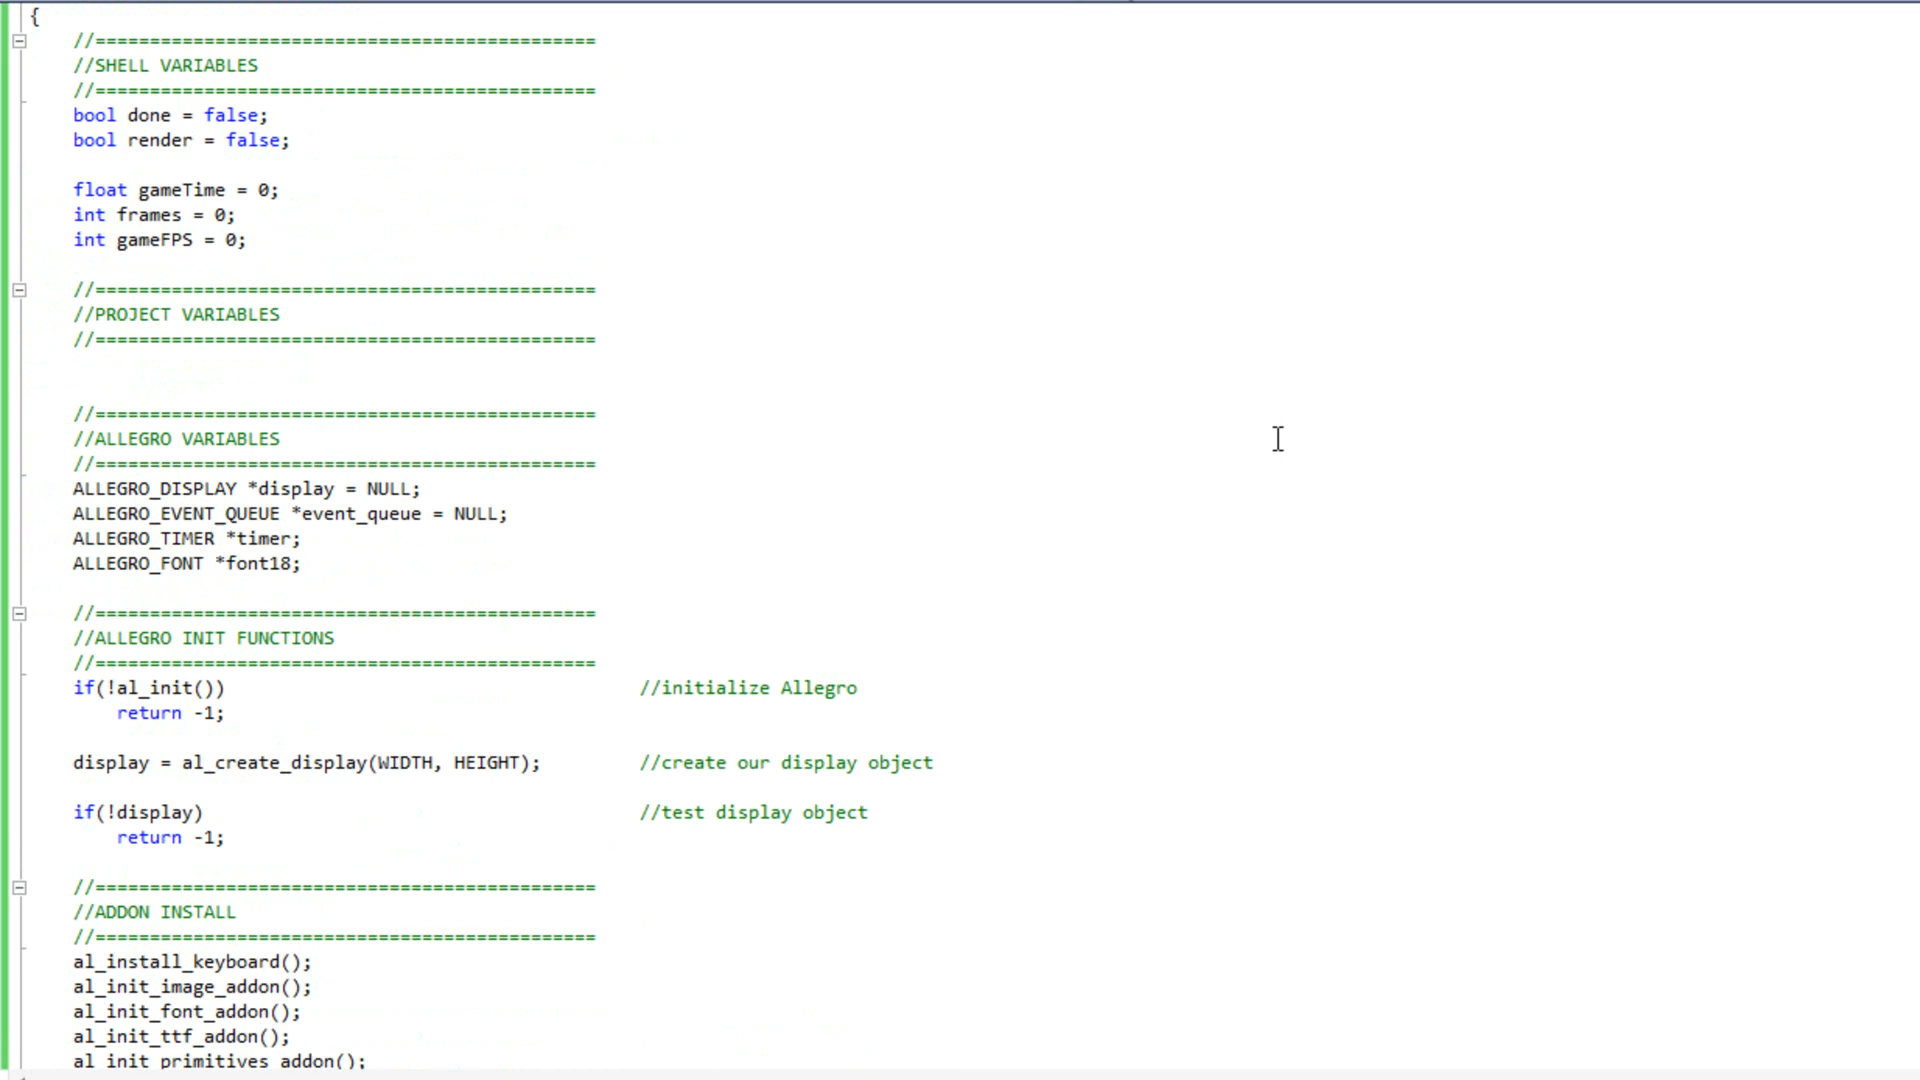 {
//==============================================
//SHELL VARIABLES
//==============================================
bool done = false;
bool render = false;
float gameTime = 0;
int frames = 0;
int gameFPS = 0;
//==============================================
//PROJECT VARIABLES
//==============================================
//==============================================
//ALLEGRO VARIABLES
//==============================================
ALLEGRO_DISPLAY *display = NULL;
ALLEGRO_EVENT_QUEUE *event_queue = NULL;
ALLEGRO_TIMER *timer;
ALLEGRO_FONT *font18;
//==============================================
//ALLEGRO INIT FUNCTIONS
//==============================================
if(!al_init()) //initialize Allegro
return -1;
display = al_create_display(WIDTH, HEIGHT); //create our display object
if(!display) //test display object
return -1;
//==============================================
//ADDON INSTALL
//==============================================
al_install_keyboard();
al_init_image_addon();
al_init_font_addon();
al_init_ttf_addon();
al_init_primitives_addon();